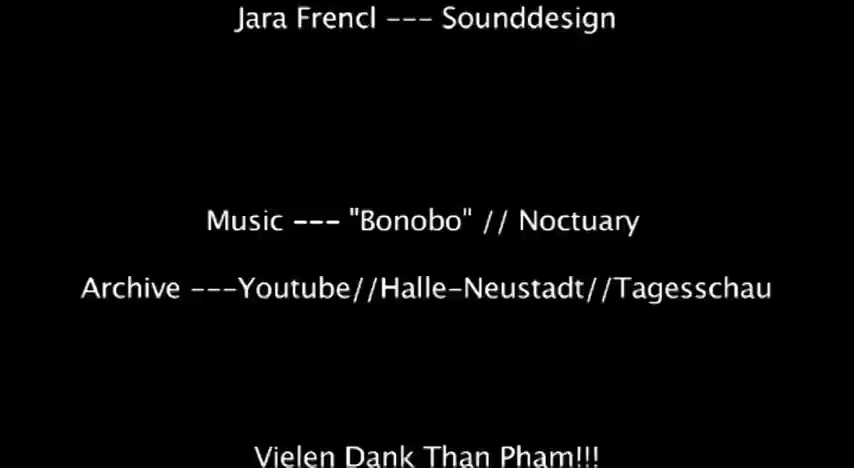 Jara Frencl --- Sounddesign
Music --- "Bonobo" // Noctuary
Archive ---Youtube//Halle-Neustadt//Tagesschau
Vielen Dank Than Pham!!!